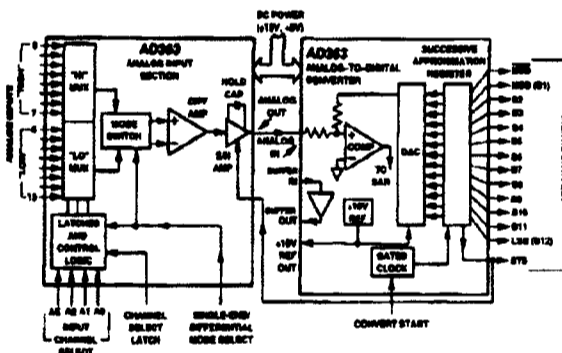 DC POWER
(±15V, +5V)
AD363
ANALOG INPUT
SECTION
AD363
ANALOG-TO-DIGITAL
CONVERTER
SUCCESSIVE
APPROXIMATION
REGISTER
"HI"
MUX
"LO"
MUX
MODE
SWITCH
DIFF
AMP
HOLD
CAP
S/H
AMP
ANALOG
OUT
ANALOG
IN
COMP
TO
SAR
DAC
BUFFER
IN
BUFFER
OUT
+10V
REF
+10V
REF
OUT
GATED
CLOCK
LATCHES
AND
CONTROL
LOGIC
MSB (B1)
B2
B3
B4
B5
B6
B7
B8
B9
B10
B11
LSB (B12)
STS
A3 A2 A1 A0
INPUT
CHANNEL
SELECT
CHANNEL
SELECT
LATCH
SINGLE-END/
DIFFERENTIAL
MODE SELECT
CONVERT START